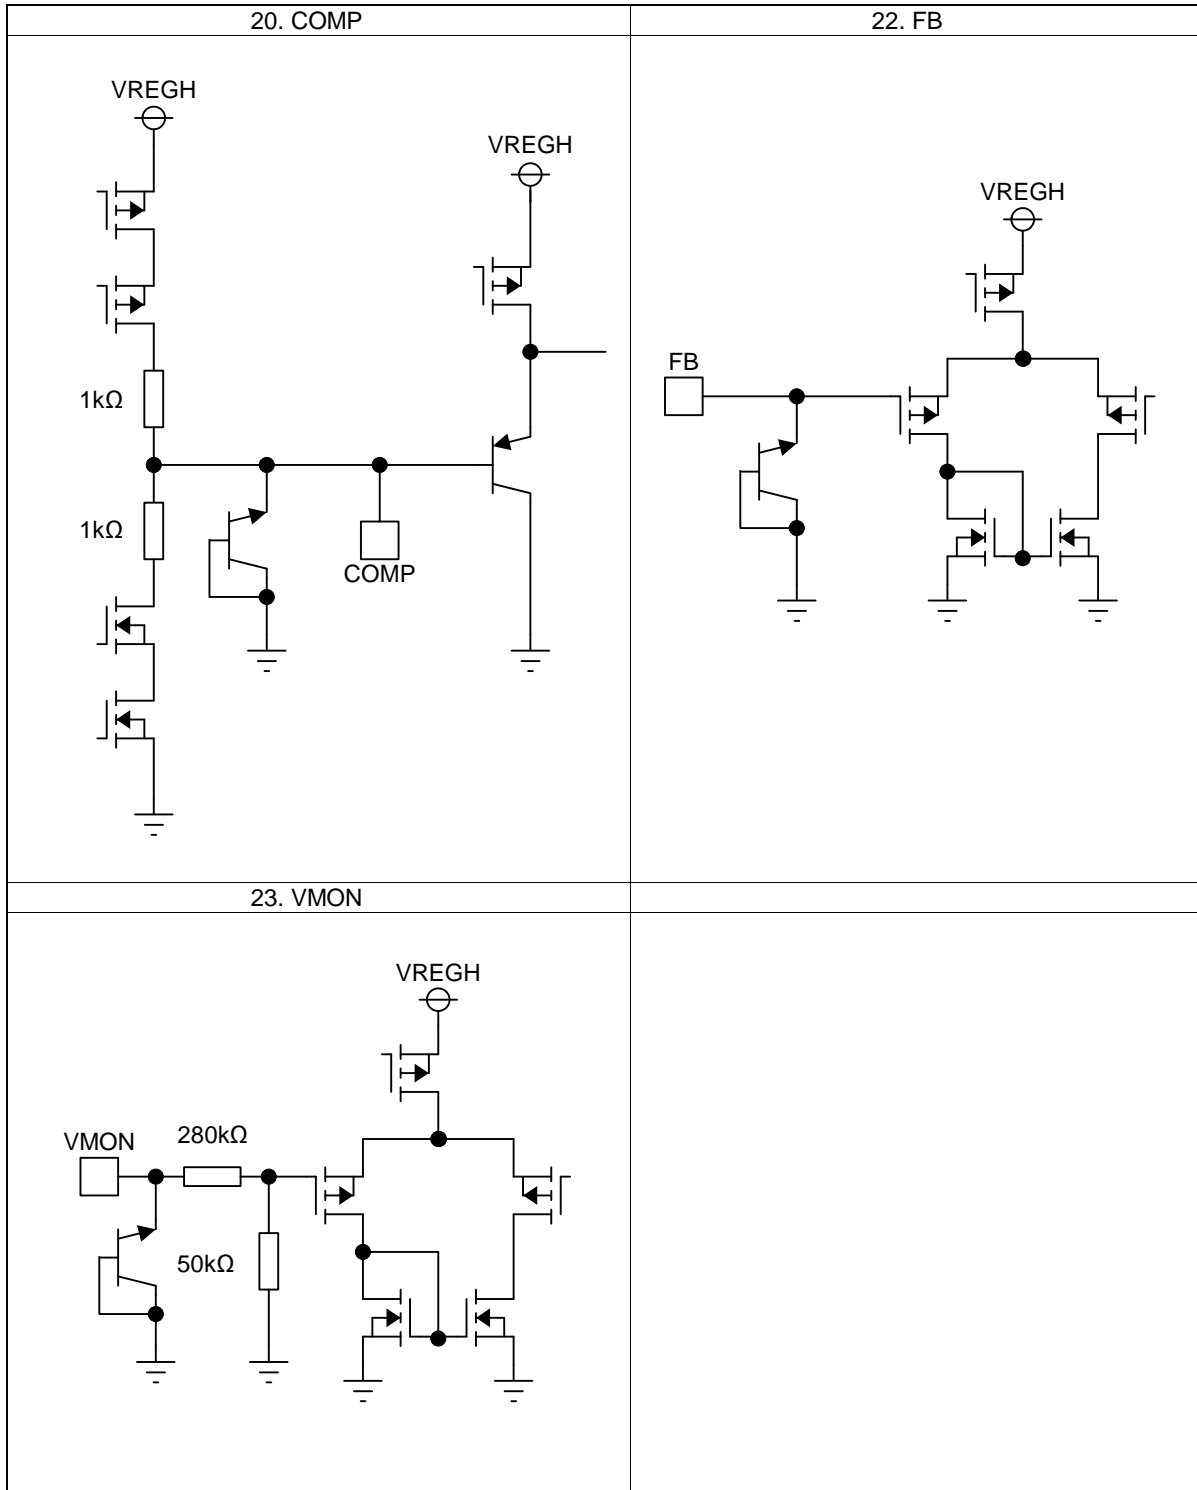 20. COMP
22. FB
VREGH
VREGH
VREGH
FB
1kΩ
1kΩ
COMP
23. VMON
VREGH
VMON
280kΩ
50kΩ